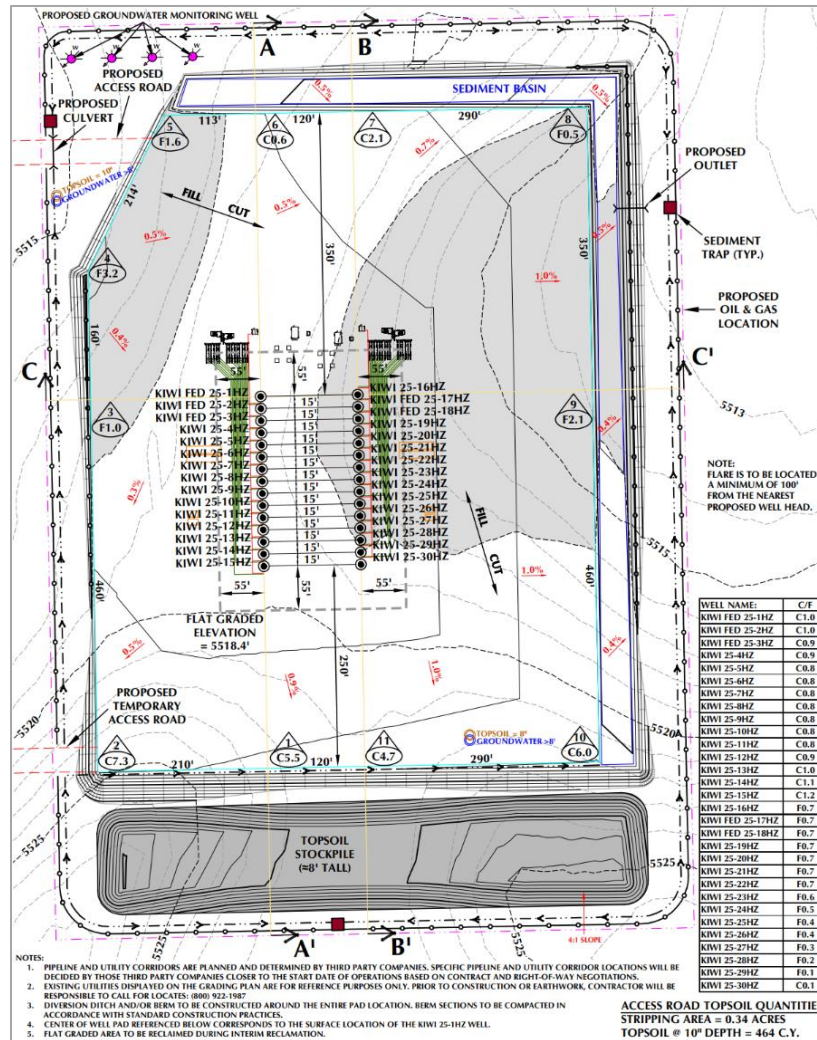 PROPOSED GROUNDWATER MONITORING WELL
A
B
W
W
W
W
PROPOSED
ACCESS ROAD
PROPOSED
CULVERT
SEDIMENT BASIN
0.5%
0.5%
5
F1.6
113'
6
C0.6
120'
7
C2.1
290'
8
F0.5
0.7%
PROPOSED
OUTLET
TOPSOIL = 10"
GROUNDWATER >8'
214'
FILL
CUT
0.5%
0.5%
350'
350'
0.5%
SEDIMENT
TRAP (TYP.)
5515
4
F3.2
1.0%
PROPOSED
OIL & GAS
LOCATION
160'
0.4%
C
C'
55'
55'
55'
KIWI FED 25-1HZ
KIWI FED 25-2HZ
KIWI FED 25-3HZ
KIWI 25-4HZ
KIWI 25-5HZ
KIWI 25-6HZ
KIWI 25-7HZ
KIWI 25-8HZ
KIWI 25-9HZ
KIWI 25-10HZ
KIWI 25-11HZ
KIWI 25-12HZ
KIWI 25-13HZ
KIWI 25-14HZ
KIWI 25-15HZ
15'
15'
15'
15'
15'
15'
15'
15'
15'
15'
15'
15'
15'
15'
KIWI 25-16HZ
KIWI FED 25-17HZ
KIWI FED 25-18HZ
KIWI 25-19HZ
KIWI 25-20HZ
KIWI 25-21HZ
KIWI 25-22HZ
KIWI 25-23HZ
KIWI 25-24HZ
KIWI 25-25HZ
KIWI 25-26HZ
KIWI 25-27HZ
KIWI 25-28HZ
KIWI 25-29HZ
KIWI 25-30HZ
3
F1.0
9
F2.1
5513
0.4%
NOTE:
FLARE IS TO BE LOCATED
A MINIMUM OF 100'
FROM THE NEAREST
PROPOSED WELL HEAD.
0.3%
FILL
CUT
5515
460'
55'
55'
55'
1.0%
460'
FLAT GRADED
ELEVATION
= 5518.4'
0.5%
250'
0.9%
1.0%
0.4%
PROPOSED
TEMPORARY
ACCESS ROAD
5520
5520
TOPSOIL = 8"
GROUNDWATER >8'
2
C7.3
210'
1
C5.5
120'
11
C4.7
290'
10
C6.0
5525
TOPSOIL
STOCKPILE
(≈8' TALL)
5525
5525
5525
4:1 SLOPE
A'
B'
WELL NAME: C/F
KIWI FED 25-1HZ C1.0
KIWI FED 25-2HZ C1.0
KIWI FED 25-3HZ C0.9
KIWI 25-4HZ C0.9
KIWI 25-5HZ C0.8
KIWI 25-6HZ C0.8
KIWI 25-7HZ C0.8
KIWI 25-8HZ C0.8
KIWI 25-9HZ C0.8
KIWI 25-10HZ C0.8
KIWI 25-11HZ C0.8
KIWI 25-12HZ C0.9
KIWI 25-13HZ C1.0
KIWI 25-14HZ C1.1
KIWI 25-15HZ C1.2
KIWI 25-16HZ F0.7
KIWI FED 25-17HZ F0.7
KIWI FED 25-18HZ F0.7
KIWI 25-19HZ F0.7
KIWI 25-20HZ F0.7
KIWI 25-21HZ F0.7
KIWI 25-22HZ F0.7
KIWI 25-23HZ F0.6
KIWI 25-24HZ F0.5
KIWI 25-25HZ F0.4
KIWI 25-26HZ F0.4
KIWI 25-27HZ F0.3
KIWI 25-28HZ F0.2
KIWI 25-29HZ F0.1
KIWI 25-30HZ C0.1
NOTES:
1. PIPELINE AND UTILITY CORRIDORS ARE PLANNED AND DETERMINED BY THIRD PARTY COMPANIES. SPECIFIC PIPELINE AND UTILITY CORRIDOR LOCATIONS WILL BE
DECIDED BY THOSE THIRD PARTY COMPANIES CLOSER TO THE START DATE OF OPERATIONS BASED ON CONTRACT AND RIGHT-OF-WAY NEGOTIATIONS.
2. EXISTING UTILITIES DISPLAYED ON THE GRADING PLAN ARE FOR REFERENCE PURPOSES ONLY. PRIOR TO CONSTRUCTION OR EARTHWORK, CONTRACTOR WILL BE
RESPONSIBLE TO CALL FOR LOCATES: (800) 922-1987
3. DIVERSION DITCH AND/OR BERM TO BE CONSTRUCTED AROUND THE ENTIRE PAD LOCATION. BERM SECTIONS TO BE COMPACTED IN
ACCORDANCE WITH STANDARD CONSTRUCTION PRACTICES.
4. CENTER OF WELL PAD REFERENCED BELOW CORRESPONDS TO THE SURFACE LOCATION OF THE KIWI 25-1HZ WELL.
5. FLAT GRADED AREA TO BE RECLAIMED DURING INTERIM RECLAMATION.
ACCESS ROAD TOPSOIL QUANTITIE
STRIPPING AREA = 0.34 ACRES
TOPSOIL @ 10" DEPTH = 464 C.Y.